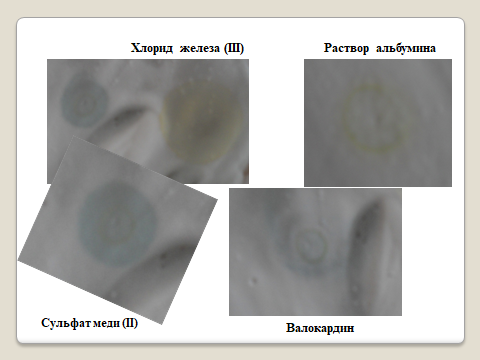 Хлорид железа (III)
Раствор альбумина
Сульфат меди (II)
Валокардин